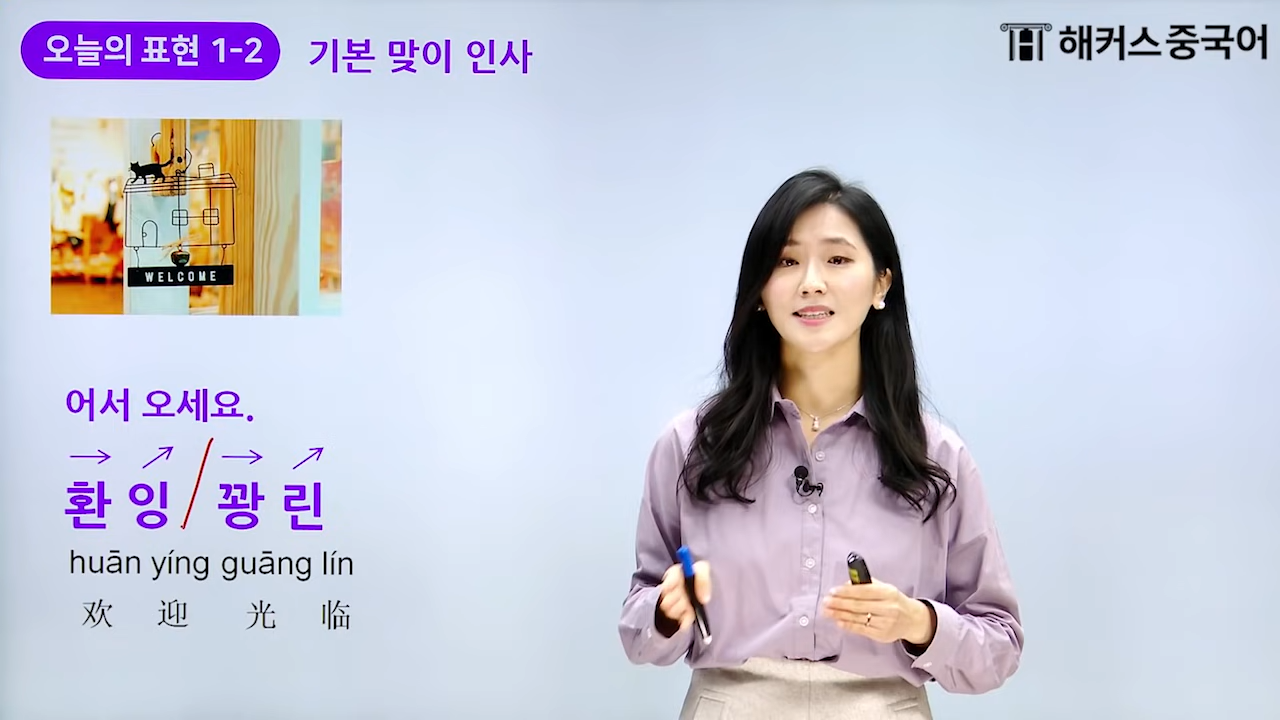 오늘의 표현 1-2 기본 맞이 인사
해커스중국어
WELCOME
어서 오세요.
환 잉 / 꽝 린
huān yíng guāng lín
欢 迎 光 临